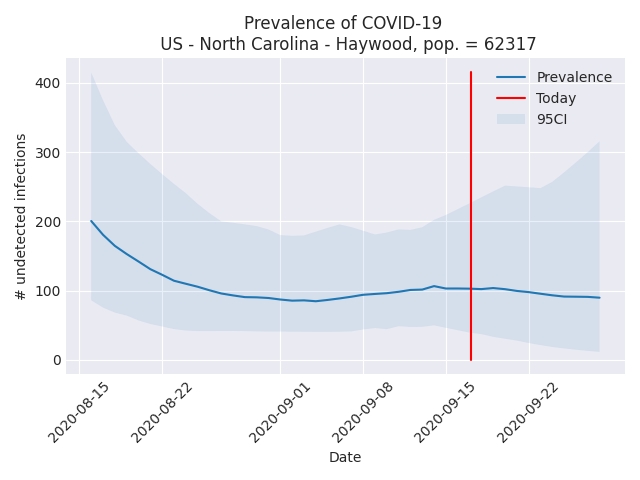 Prevalence of COVID-19
US - North Carolina - Haywood, pop. = 62317
# undetected infections
400
300
200
100
0
Prevalence
Today
95CI
2020-08-15
2020-08-22
2020-09-01
2020-09-08
2020-09-15
2020-09-22
Date